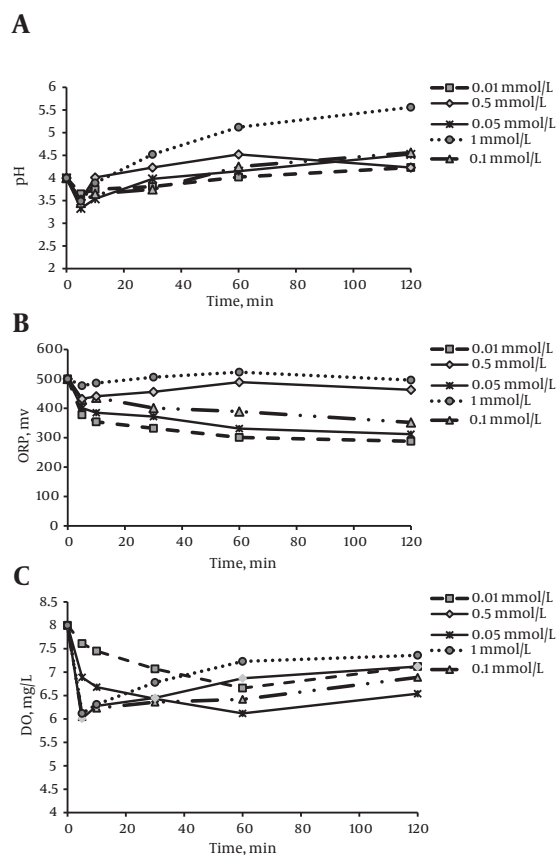 A
6
5.5
5
4.5
4
3.5
3
2.5
2
pH
0 20 40 60 80 100 120
Time, min
0.01 mmol/L
0.5 mmol/L
0.05 mmol/L
1 mmol/L
0.1 mmol/L
B
600
500
400
300
200
100
0
ORP, mv
0 20 40 60 80 100 120
Time, min
0.01 mmol/L
0.5 mmol/L
0.05 mmol/L
1 mmol/L
0.1 mmol/L
C
8.5
8
7.5
7
6.5
6
5.5
5
4.5
4
DO, mg/L
0 20 40 60 80 100 120
Time, min
0.01 mmol/L
0.5 mmol/L
0.05 mmol/L
1 mmol/L
0.1 mmol/L